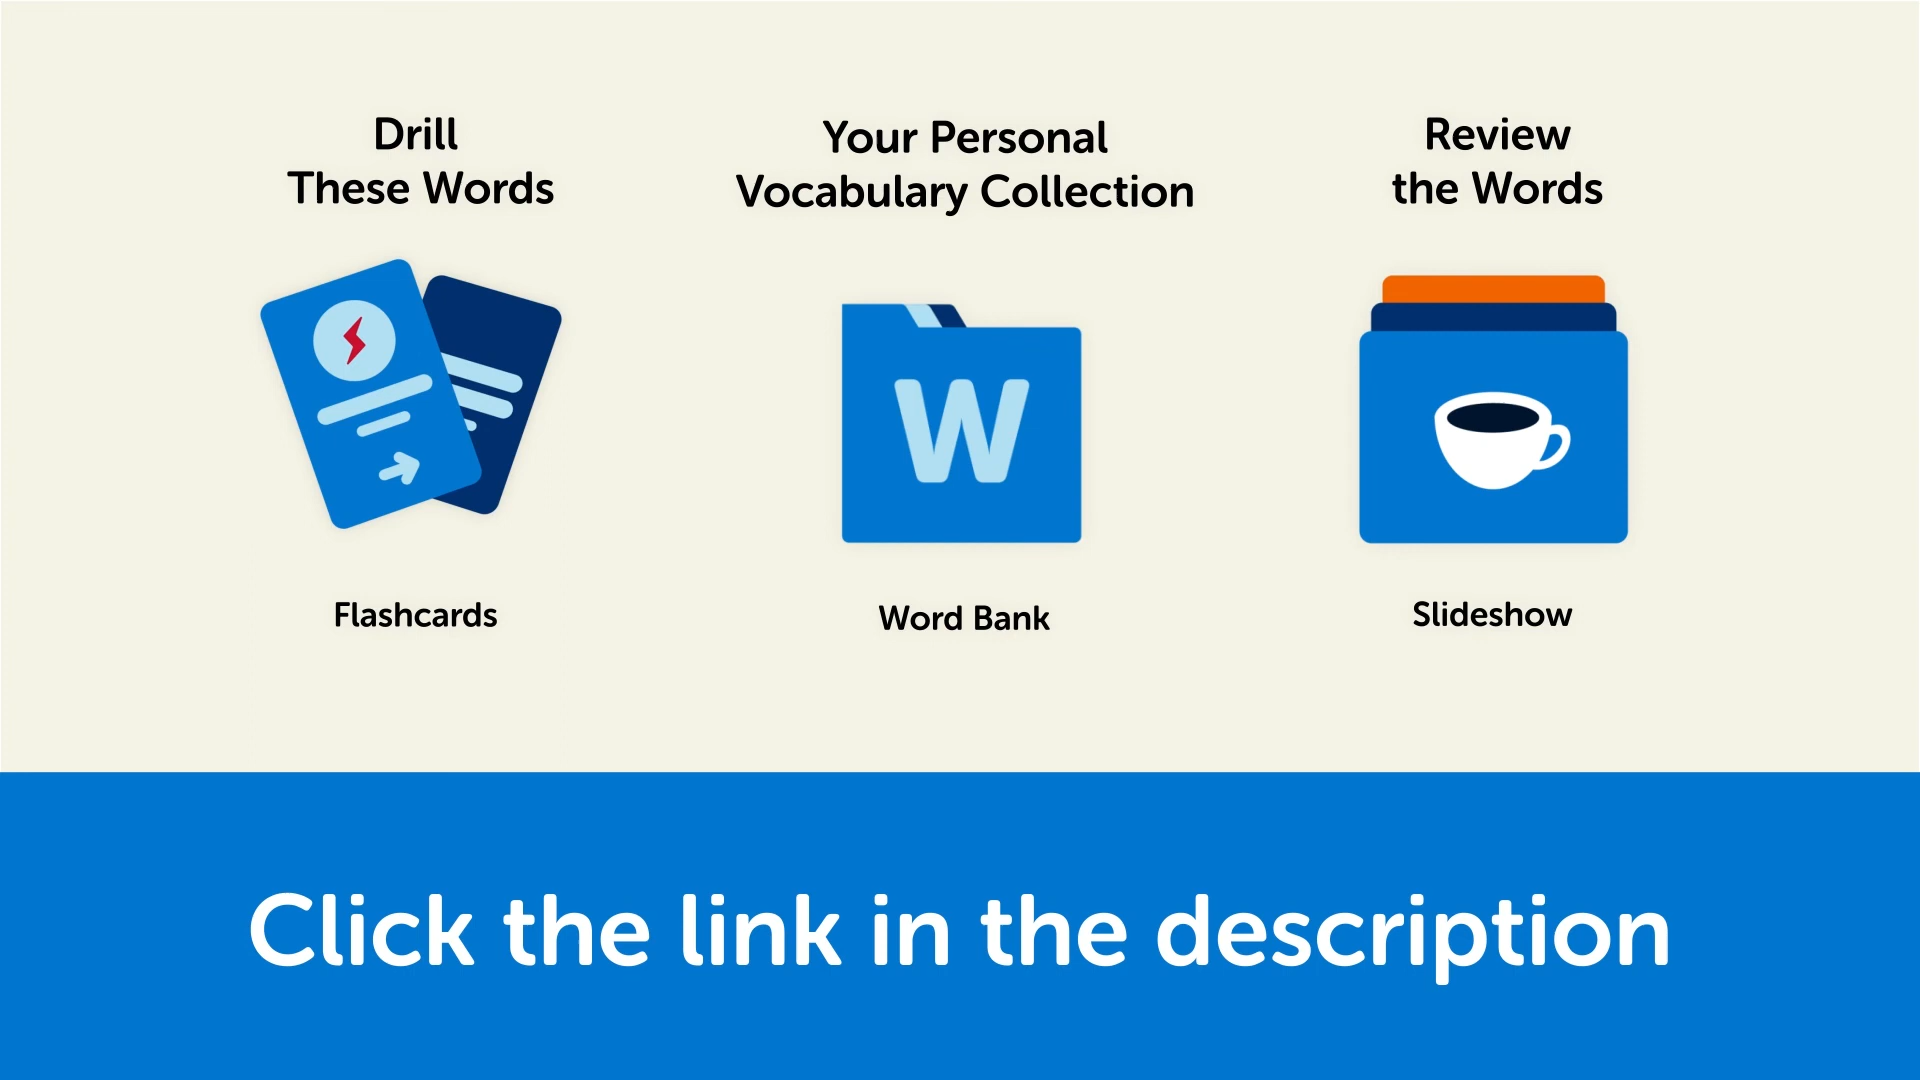 Drill
These Words
Your Personal
Vocabulary Collection
Review
the Words
W
Flashcards
Word Bank
Slideshow
Click the link in the description